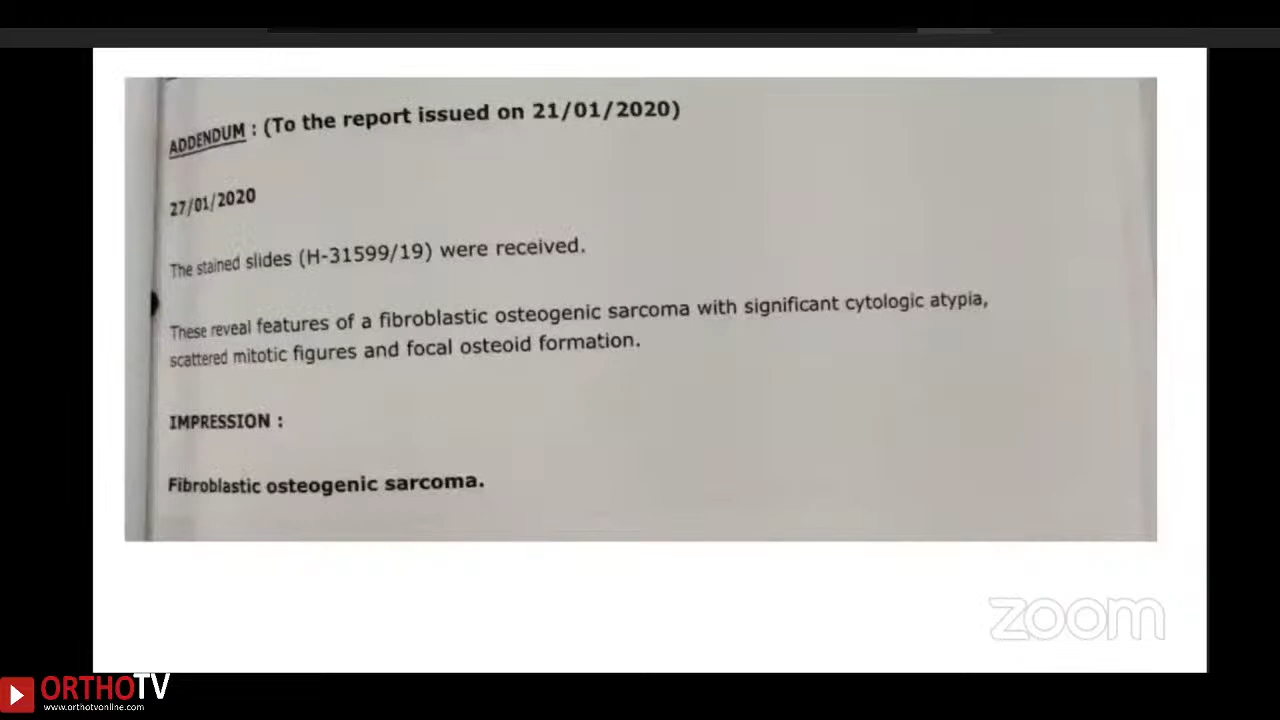 ADDENDUM : (To the report issued on 21/01/2020)
27/01/2020
The stained slides (H-31599/19) were received.
These reveal features of a fibroblastic osteogenic sarcoma with significant cytologic atypia,
scattered mitotic figures and focal osteoid formation.
IMPRESSION :
Fibroblastic osteogenic sarcoma.
zoom
ORTHOTV
www.orthotvonline.com